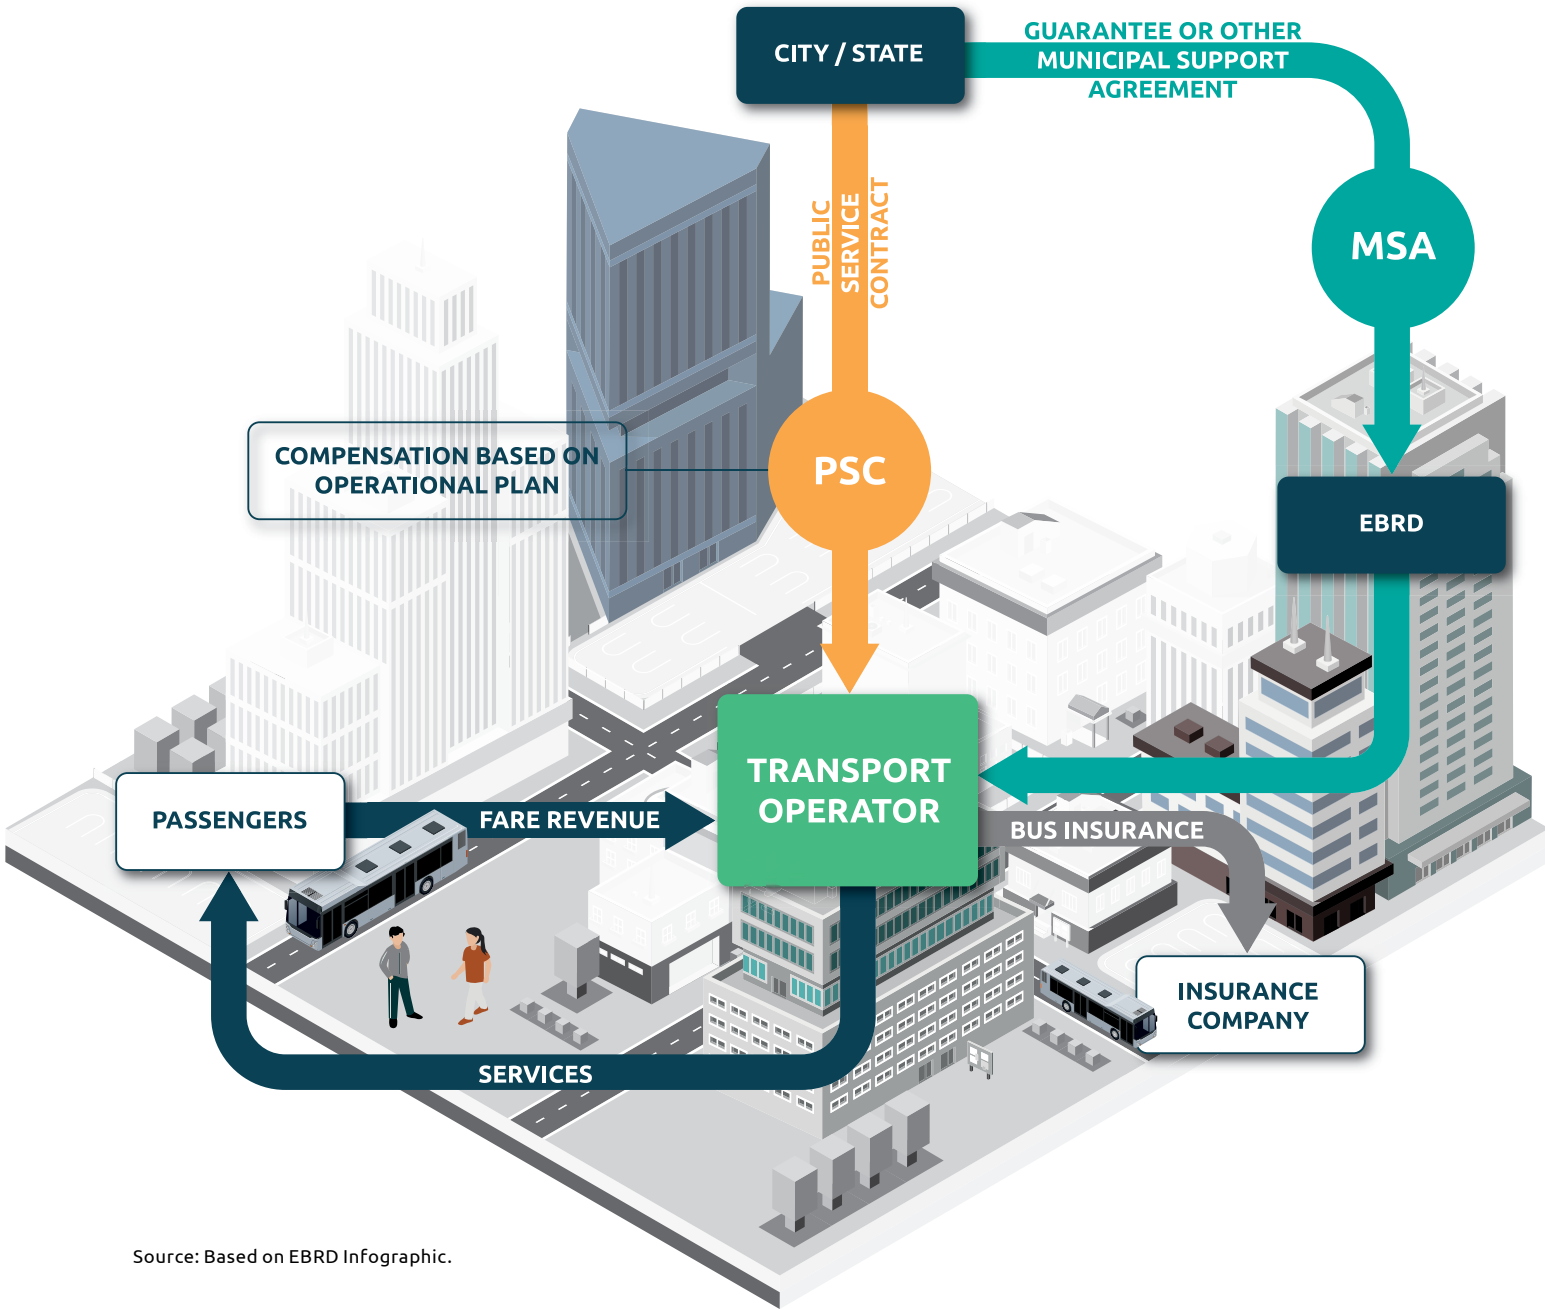 CITY / STATE
GUARANTEE OR OTHER
MUNICIPAL SUPPORT
AGREEMENT
PUBLIC
SERVICE
CONTRACT
MSA
COMPENSATION BASED ON
OPERATIONAL PLAN
PSC
EBRD
TRANSPORT
OPERATOR
PASSENGERS
FARE REVENUE
BUS INSURANCE
INSURANCE
COMPANY
SERVICES
Source: Based on EBRD Infographic.